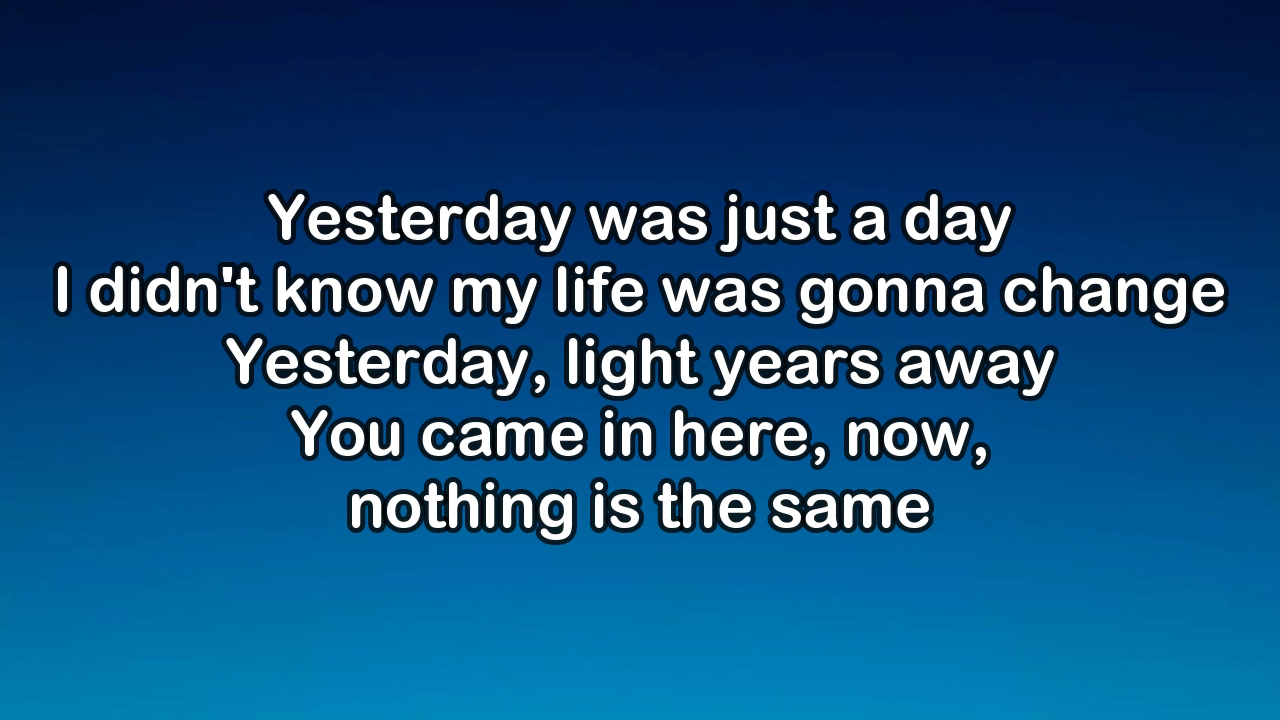 Yesterday was just a day
I didn't know my life was gonna change
Yesterday, light years away
You came in here, now,
nothing is the same